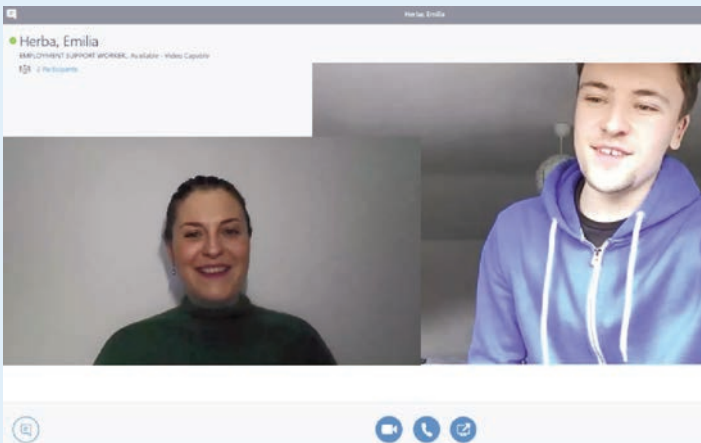 Herba, Emilia
Herba, Emilia
EMPLOYMENT SUPPORT WORKER, Available - Video Capable
2 Participants